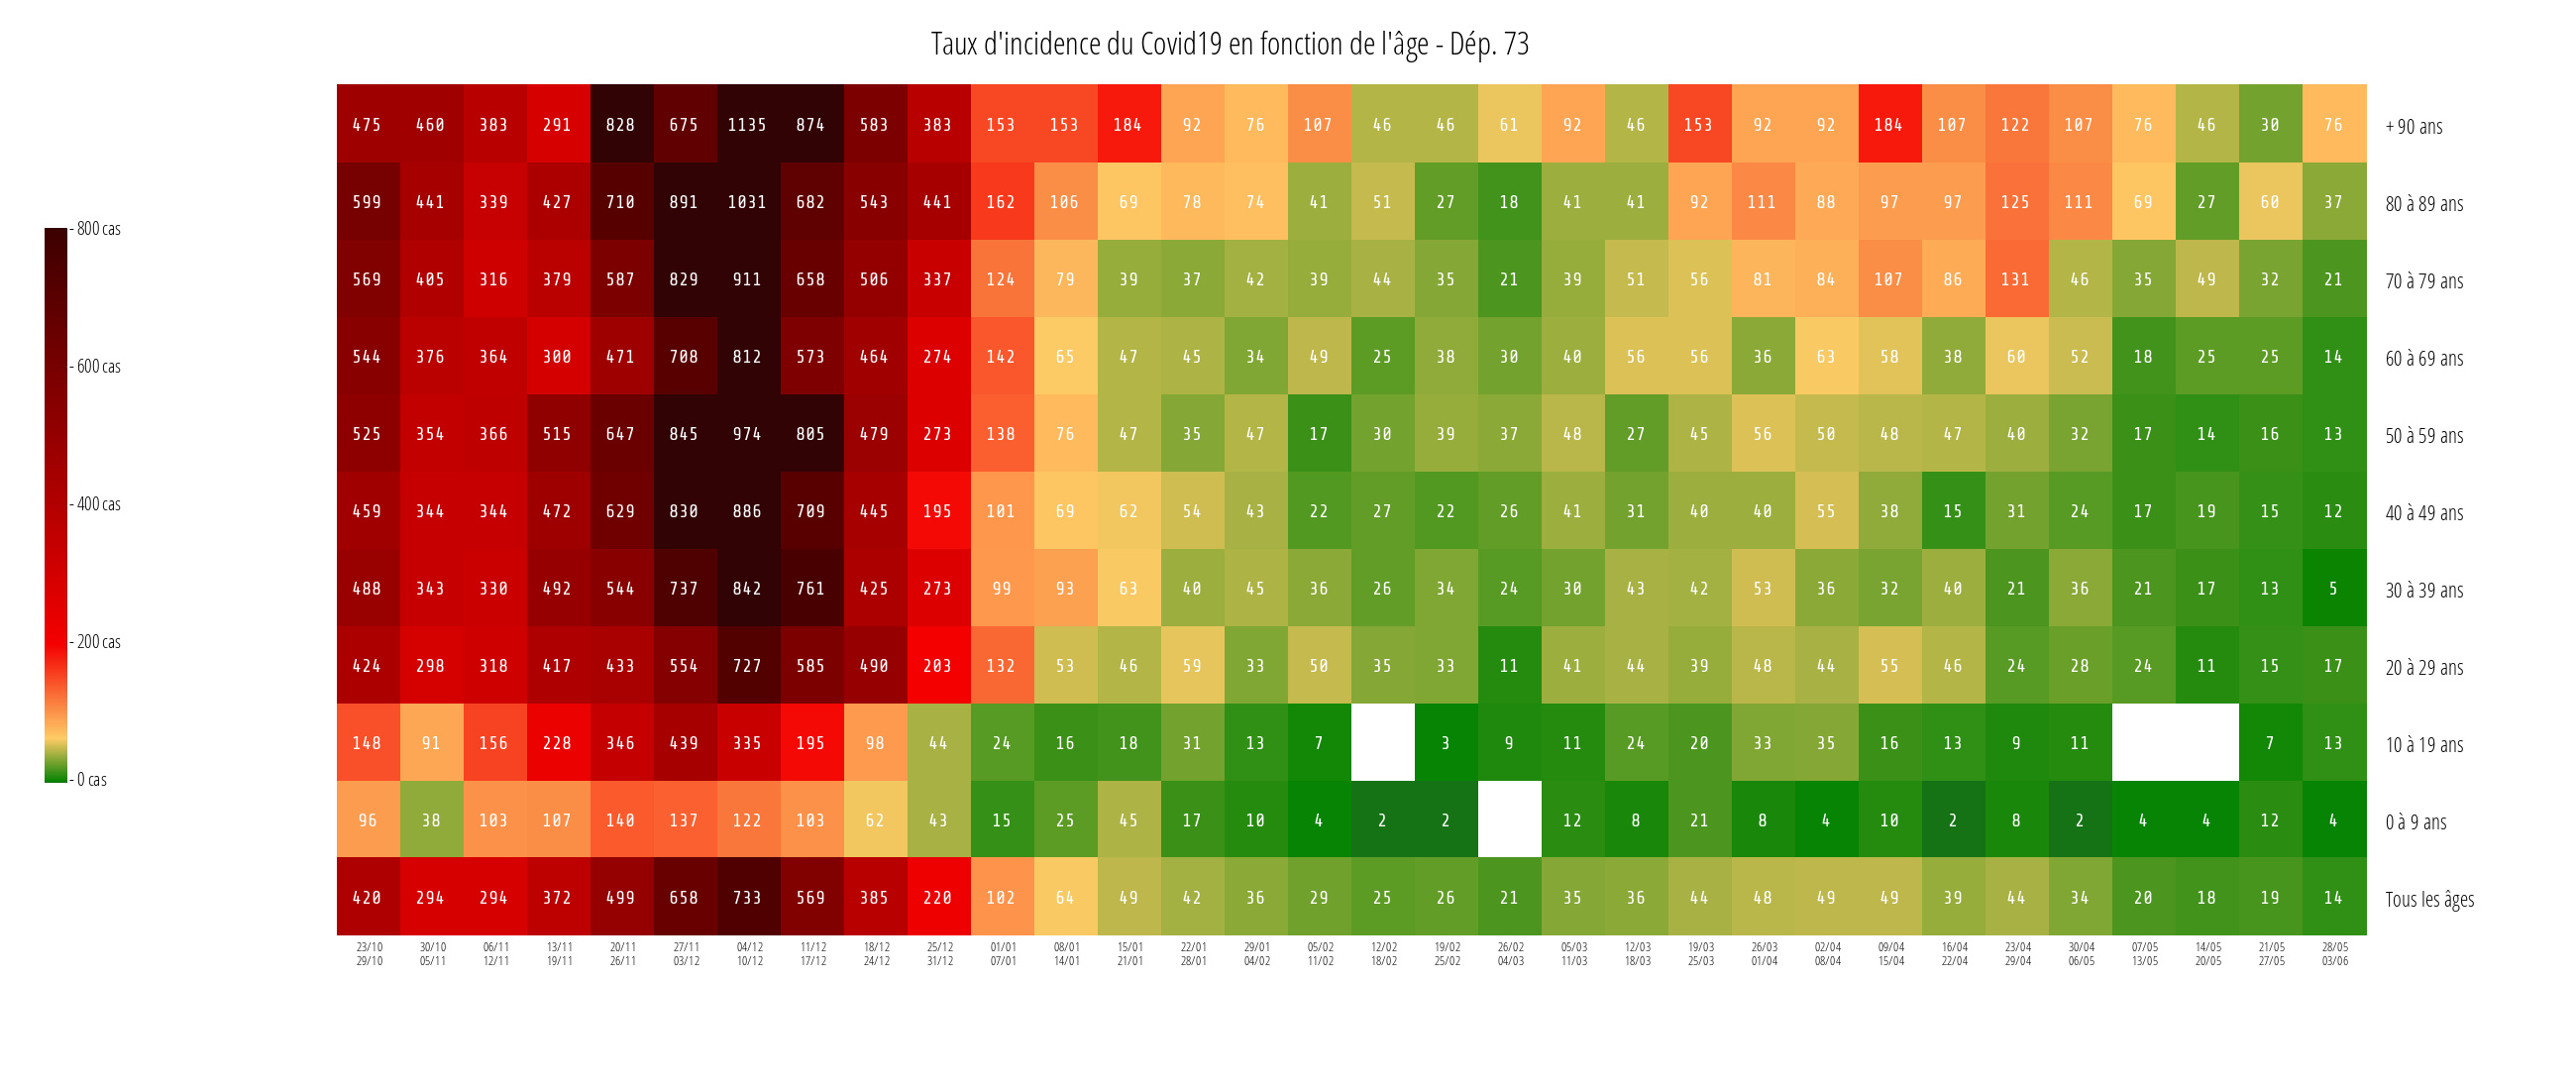 Taux d'incidence du Covid19 en fonction de l'âge - Dép. 73
- 800 cas
- 600 cas
- 400 cas
- 200 cas
- 0 cas
475 460 383 291 828 675 1135 874 583 383 153 153 184 92 76 107 46 46 61 92 46 153 92 92 184 107 122 107 76 46 30 76 + 90 ans
599 441 339 427 710 891 1031 682 543 441 162 106 69 78 74 41 51 27 18 41 41 92 111 88 97 97 125 111 69 27 60 37 80 à 89 ans
569 405 316 379 587 829 911 658 506 337 124 79 39 37 42 39 44 35 21 39 51 56 81 84 107 86 131 46 35 49 32 21 70 à 79 ans
544 376 364 300 471 708 812 573 464 274 142 65 47 45 34 49 25 38 30 40 56 56 36 63 58 38 60 52 18 25 25 14 60 à 69 ans
525 354 366 515 647 845 974 805 479 273 138 76 47 35 47 17 30 39 37 48 27 45 56 50 48 47 40 32 17 14 16 13 50 à 59 ans
459 344 344 472 629 830 886 709 445 195 101 69 62 54 43 22 27 22 26 41 31 40 40 55 38 15 31 24 17 19 15 12 40 à 49 ans
488 343 330 492 544 737 842 761 425 273 99 93 63 40 45 36 26 34 24 30 43 42 53 36 32 40 21 36 21 17 13 5 30 à 39 ans
424 298 318 417 433 554 727 585 490 203 132 53 46 59 33 50 35 33 11 41 44 39 48 44 55 46 24 28 24 11 15 17 20 à 29 ans
148 91 156 228 346 439 335 195 98 44 24 16 18 31 13 7 3 9 11 24 20 33 35 16 13 9 11 7 13 10 à 19 ans
96 38 103 107 140 137 122 103 62 43 15 25 45 17 10 4 2 2 12 8 21 8 4 10 2 8 2 4 4 12 4 0 à 9 ans
420 294 294 372 499 658 733 569 385 220 102 64 49 42 36 29 25 26 21 35 36 44 48 49 49 39 44 34 20 18 19 14 Tous les âges
23/10 30/10 06/11 13/11 20/11 27/11 04/12 11/12 18/12 25/12 01/01 08/01 15/01 22/01 29/01 05/02 12/02 19/02 26/02 05/03 12/03 19/03 26/03 02/04 09/04 16/04 23/04 30/04 07/05 14/05 21/05 28/05
29/10 05/11 12/11 19/11 26/11 03/12 10/12 17/12 24/12 31/12 07/01 14/01 21/01 28/01 04/02 11/02 18/02 25/02 04/03 11/03 18/03 25/03 01/04 08/04 15/04 22/04 29/04 06/05 13/05 20/05 27/05 03/06